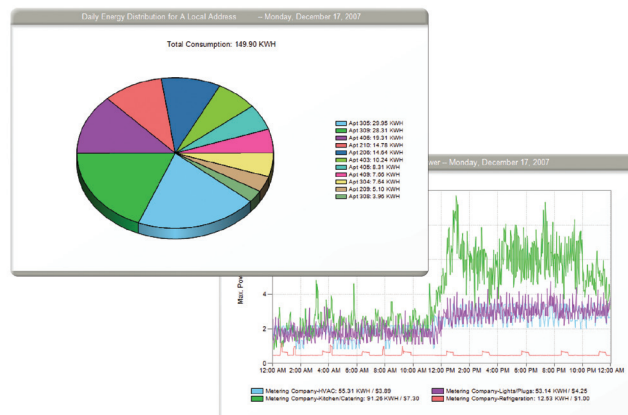 Daily Energy Distribution for A Local Address – Monday, December 17, 2007
Total Consumption: 149.90 KWH
Apt 305: 29.95 KWH
Apt 309: 28.31 KWH
Apt 406: 19.31 KWH
Apt 210: 14.78 KWH
Apt 206: 14.64 KWH
Apt 403: 10.24 KWH
Apt 405: 8.31 KWH
Apt 409: 7.66 KWH
Apt 304: 7.64 KWH
Apt 209: 5.10 KWH
Apt 308: 3.96 KWH
– Monday, December 17, 2007
Max. Pow
4
2
0
12:00 AM 2:00 AM 4:00 AM 6:00 AM 8:00 AM 10:00 AM 12:00 PM 2:00 PM 4:00 PM 6:00 PM 8:00 PM 10:00 PM 12:00 AM
Metering Company-HVAC: 55.31 KWH / $3.89 Metering Company-Lights/Plugs: 53.14 KWH / $4.25
Metering Company-Kitchen/Catering: 91.26 KWH / $7.30 Metering Company-Refrigeration: 12.53 KWH / $1.00